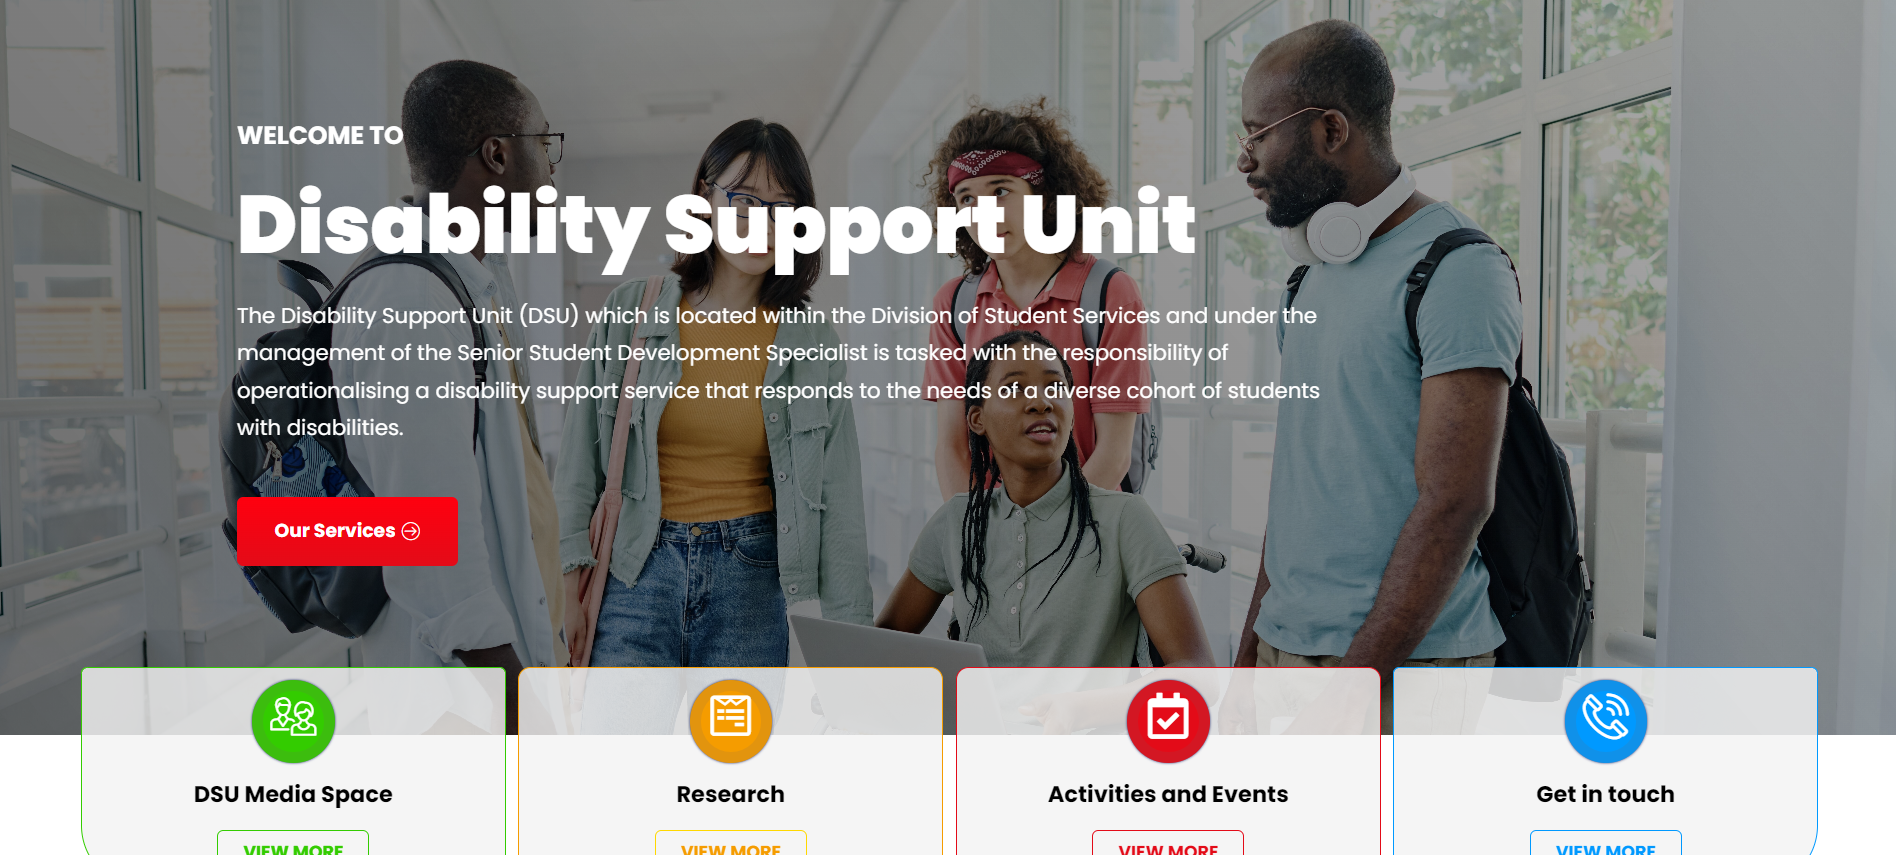 WELCOME TO
Disability Support Unit
The Disability Support Unit (DSU) which is located within the Division of Student Services and under the
management of the Senior Student Development Specialist is tasked with the responsibility of
operationalising a disability support service that responds to the needs of a diverse cohort of students
with disabilities.
Our Services
DSU Media Space
VIEW MORE
Research
VIEW MORE
Activities and Events
VIEW MORE
Get in touch
VIEW MORE